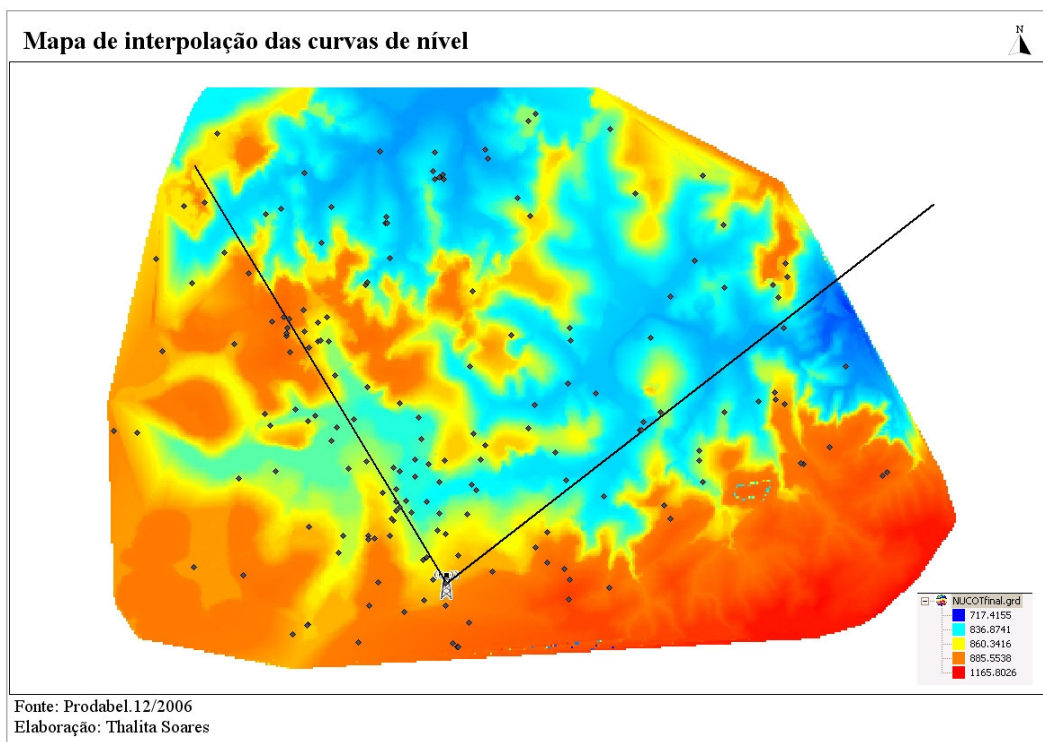 Mapa de interpolação das curvas de nível
N
NUCOTfinal.grd
717.4155
836.8741
860.3416
885.5538
1165.8026
Fonte: Prodabel.12/2006
Elaboração: Thalita Soares